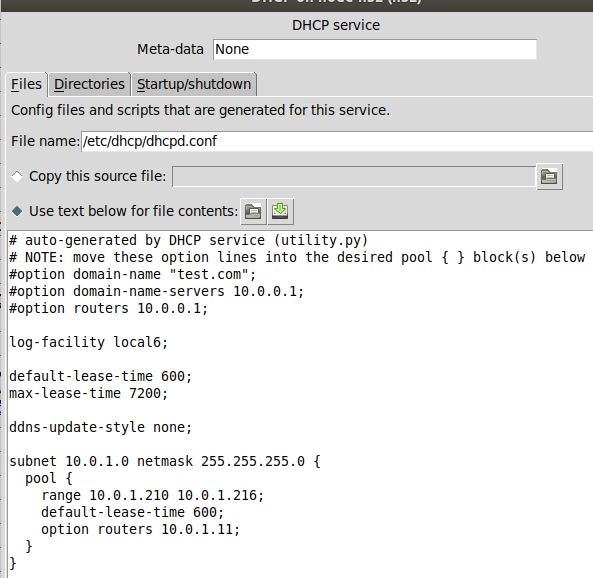 DHCP service
Meta-data None
Files Directories Startup/shutdown
Config files and scripts that are generated for this service.
File name: /etc/dhcp/dhcpd.conf
Copy this source file:
Use text below for file contents:
# auto-generated by DHCP service (utility.py)
# NOTE: move these option lines into the desired pool { } block(s) below
#option domain-name "test.com";
#option domain-name-servers 10.0.0.1;
#option routers 10.0.0.1;
log-facility local6;
default-lease-time 600;
max-lease-time 7200;
ddns-update-style none;
subnet 10.0.1.0 netmask 255.255.255.0 {
pool {
range 10.0.1.210 10.0.1.216;
default-lease-time 600;
option routers 10.0.1.11;
}
}